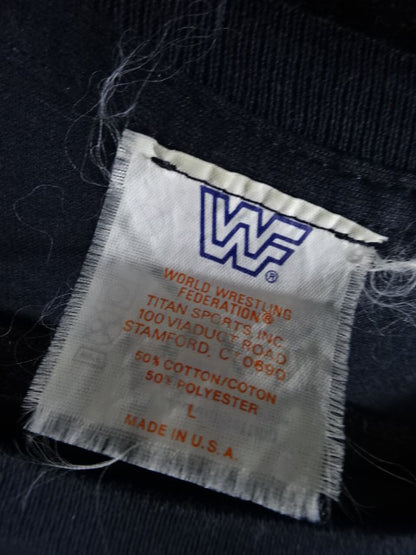 WF®
WORLD WRESTLING
FEDERATION®
TITAN SPORTS INC.
100 VIADUCT ROAD
STAMFORD, CT 0690
50% COTTON/COTON
50% POLYESTER
L
MADE IN U.S.A.